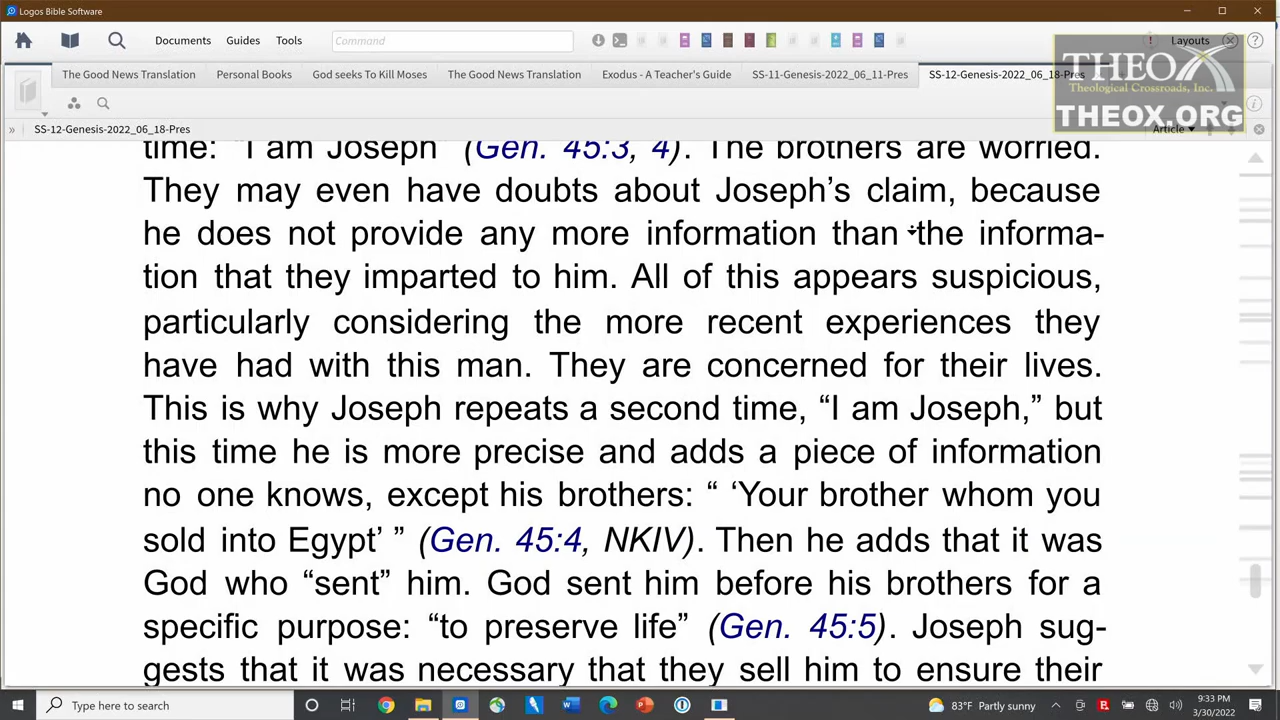 Logos Bible Software
Documents Guides Tools Command Layouts
The Good News Translation Personal Books God seeks To Kill Moses The Good News Translation Exodus - A Teacher's Guide SS-11-Genesis-2022_06_11-Pres SS-12-Genesis-2022_06_18-Pres
THEOX
Theological Crossroads, Inc.
THEOX.ORG
SS-12-Genesis-2022_06_18-Pres Article
time: “I am Joseph” (Gen. 45:3, 4). The brothers are worried.
They may even have doubts about Joseph’s claim, because
he does not provide any more information than the informa-
tion that they imparted to him. All of this appears suspicious,
particularly considering the more recent experiences they
have had with this man. They are concerned for their lives.
This is why Joseph repeats a second time, “I am Joseph,” but
this time he is more precise and adds a piece of information
no one knows, except his brothers: “ ‘Your brother whom you
sold into Egypt’ ” (Gen. 45:4, NKIV). Then he adds that it was
God who “sent” him. God sent him before his brothers for a
specific purpose: “to preserve life” (Gen. 45:5). Joseph sug-
gests that it was necessary that they sell him to ensure their
Type here to search 83°F Partly sunny 9:33 PM
3/30/2022